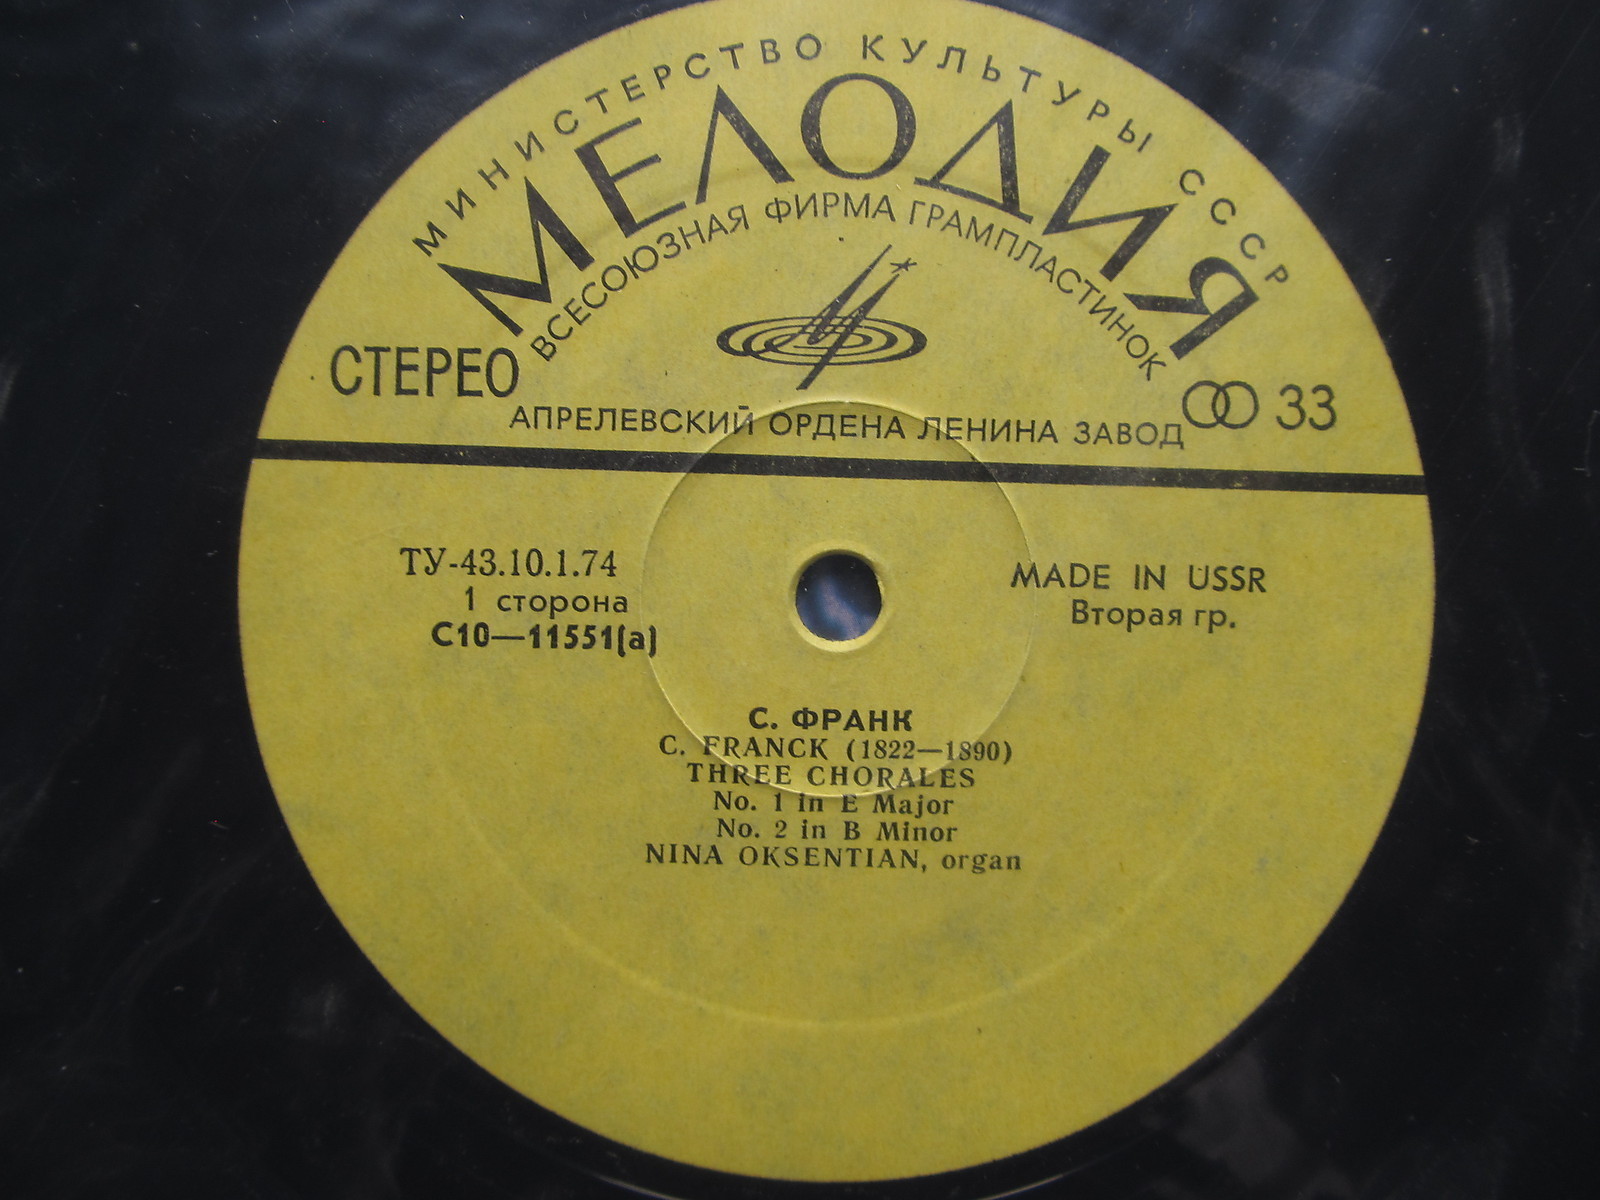 МИНИСТЕРСТВО КУЛЬТУРЫ СССР
МЕЛОДИЯ
ВСЕСОЮЗНАЯ ФИРМА ГРАМПЛАСТИНОК
СТЕРЕО
33
АПРЕЛЕВСКИЙ ОРДЕНА ЛЕНИНА ЗАВОД
ТУ-43.10.1.74
1 сторона
С10—11551(а)
MADE IN USSR
Вторая гр.
С. ФРАНК
C. FRANCK (1822—1890)
THREE CHORALES
No. 1 in E Major
No. 2 in B Minor
NINA OKSENTIAN, organ